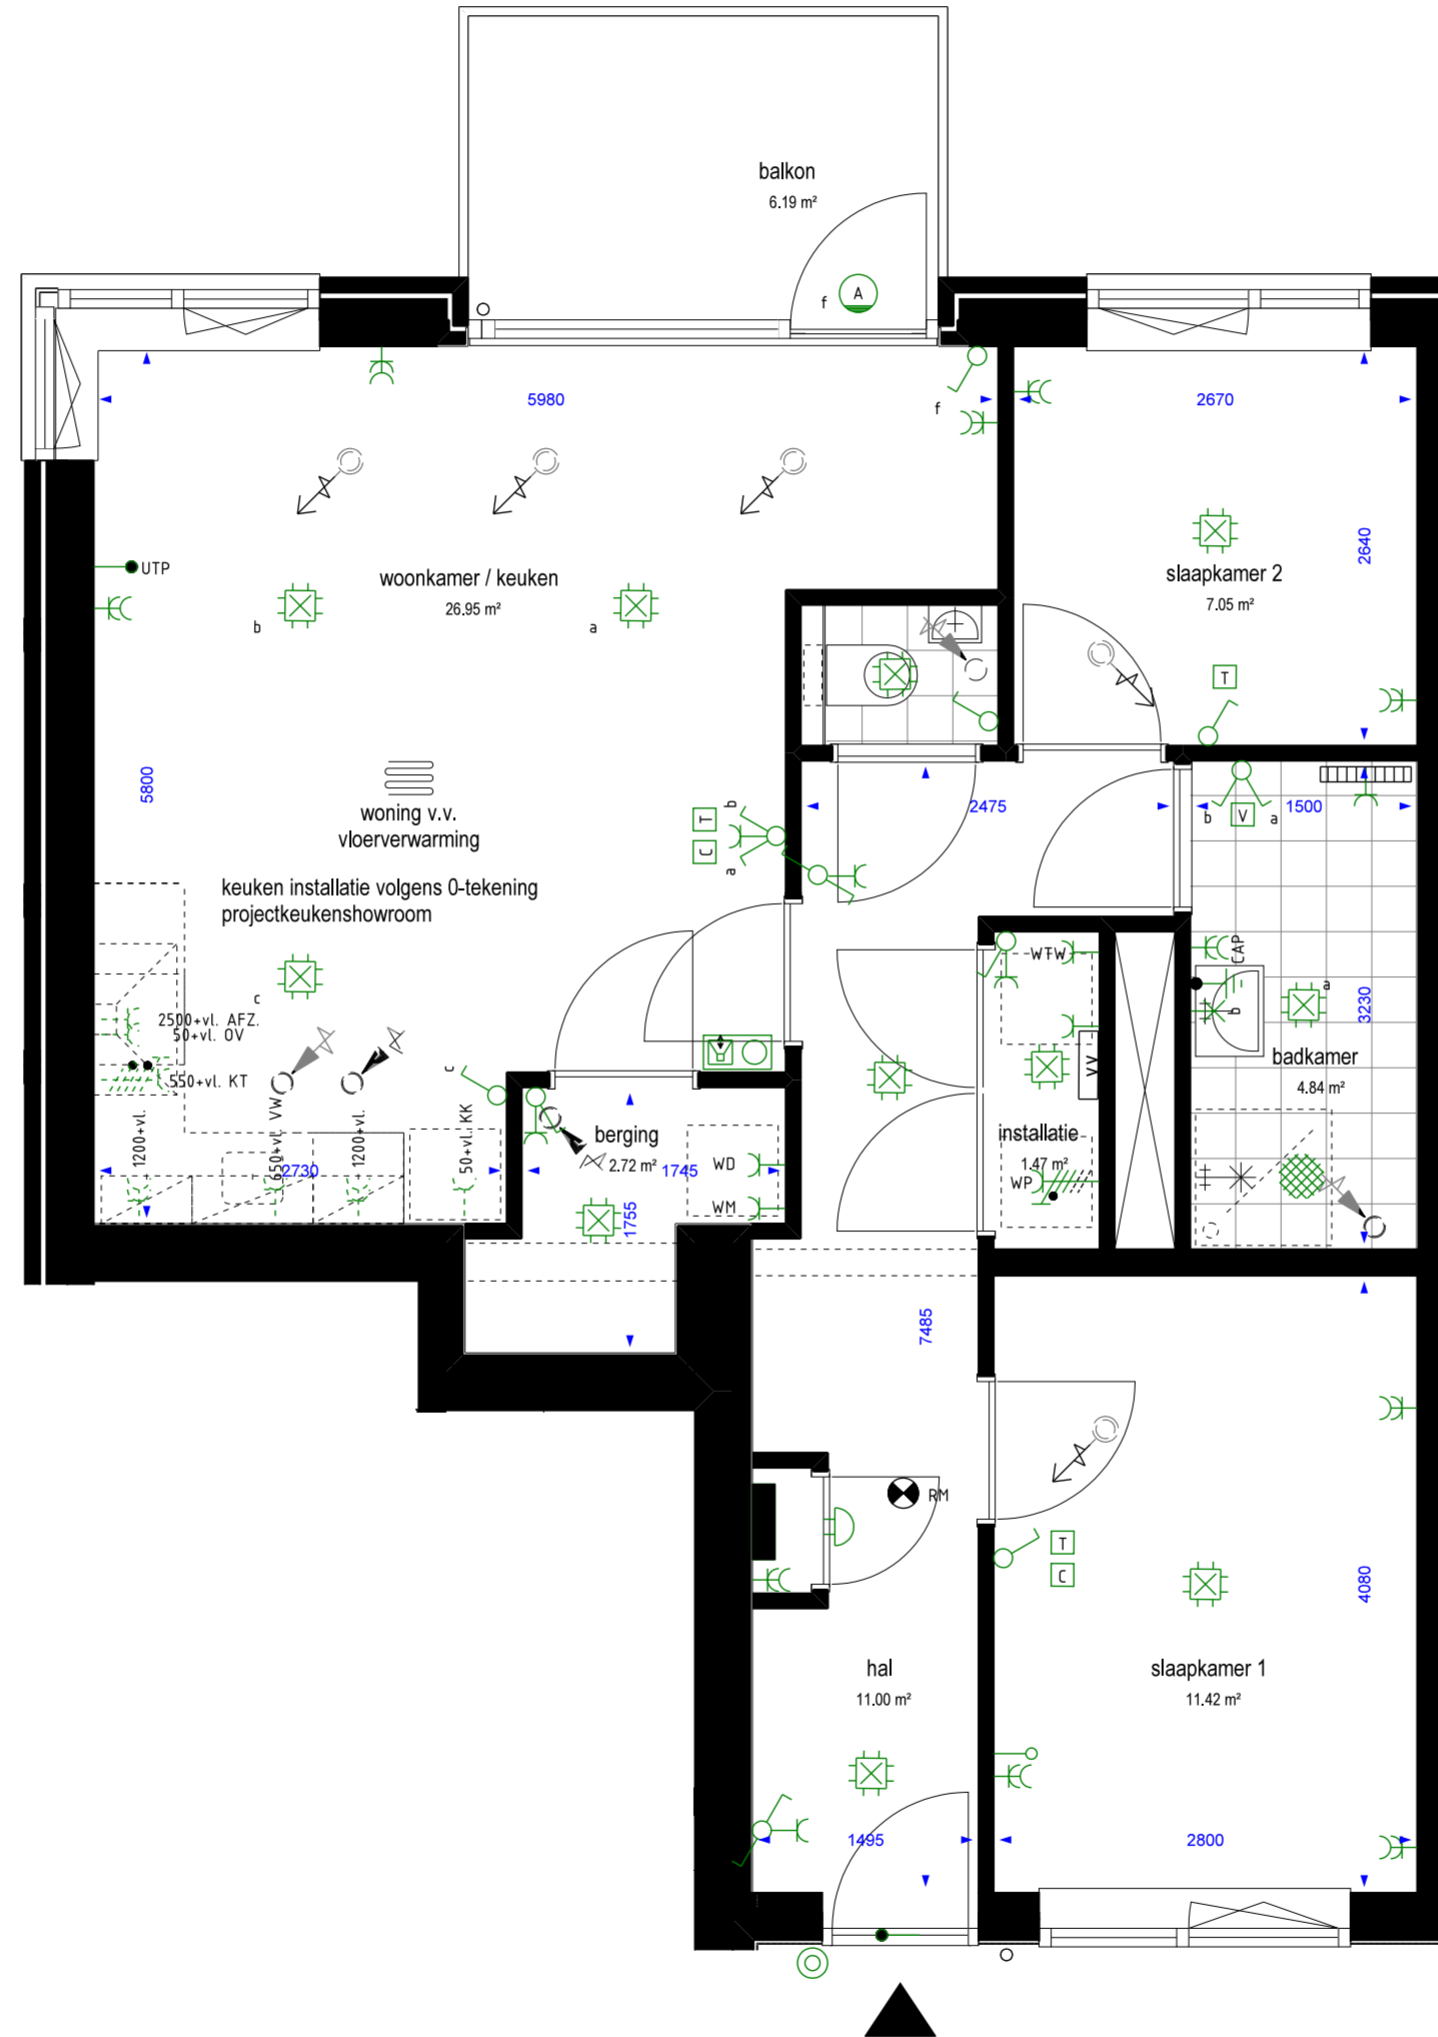 balkon
6.19 m²
f
A
5980
f
2670
2640
UTP
woonkamer / keuken
26.95 m²
b
a
slaapkamer 2
7.05 m²
T
5800
woning v.v.
vloerverwarming
keuken installatie volgens 0-tekening
projectkeukenshowroom
T
C
b
a
2475
b
V
a
1500
c
2500+vl. AFZ.
50+vl. OV
550+vl. KT
1200+vl.
650+vl. VW
1200+vl.
50+vl. KK
2730
c
WTW
VV
CAP
b
a
3230
badkamer
4.84 m²
berging
2.72 m²
1745
1755
WD
WM
installatie
1.47 m²
WP
7485
RM
T
C
4080
hal
11.00 m²
slaapkamer 1
11.42 m²
1495
2800